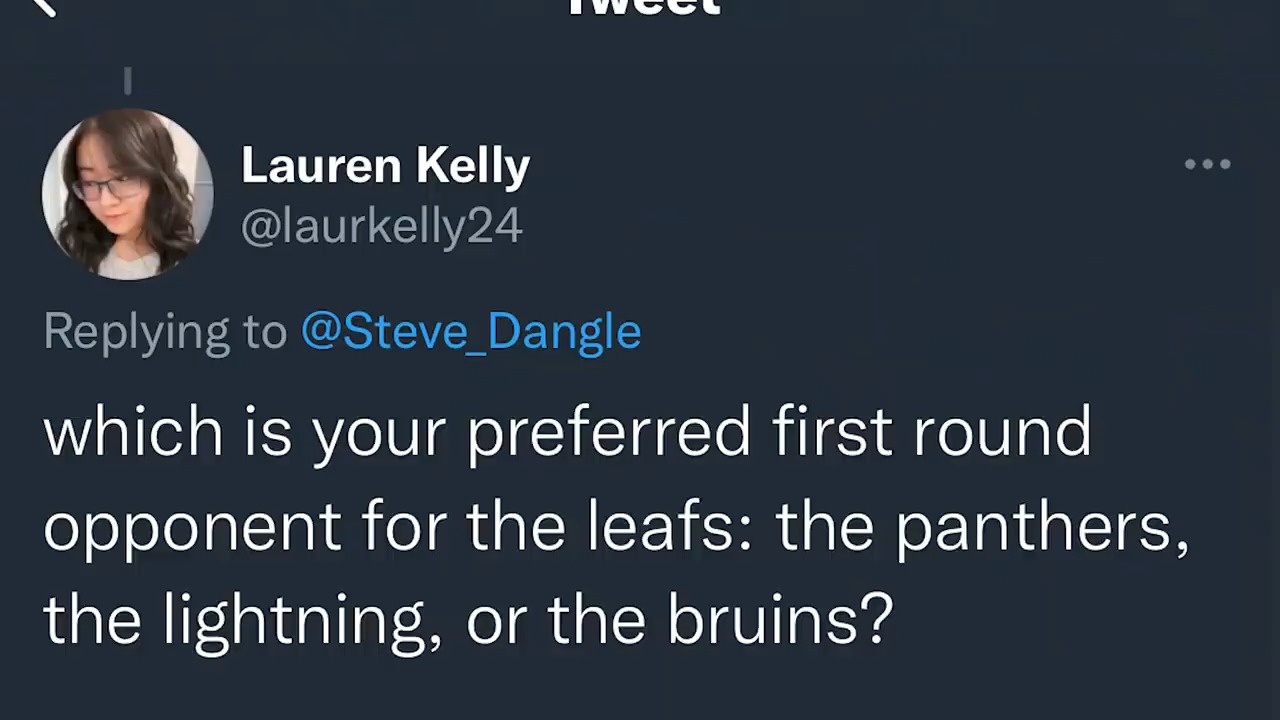 Tweet
Lauren Kelly
@laurkelly24
Replying to @Steve_Dangle
which is your preferred first round
opponent for the leafs: the panthers,
the lightning, or the bruins?